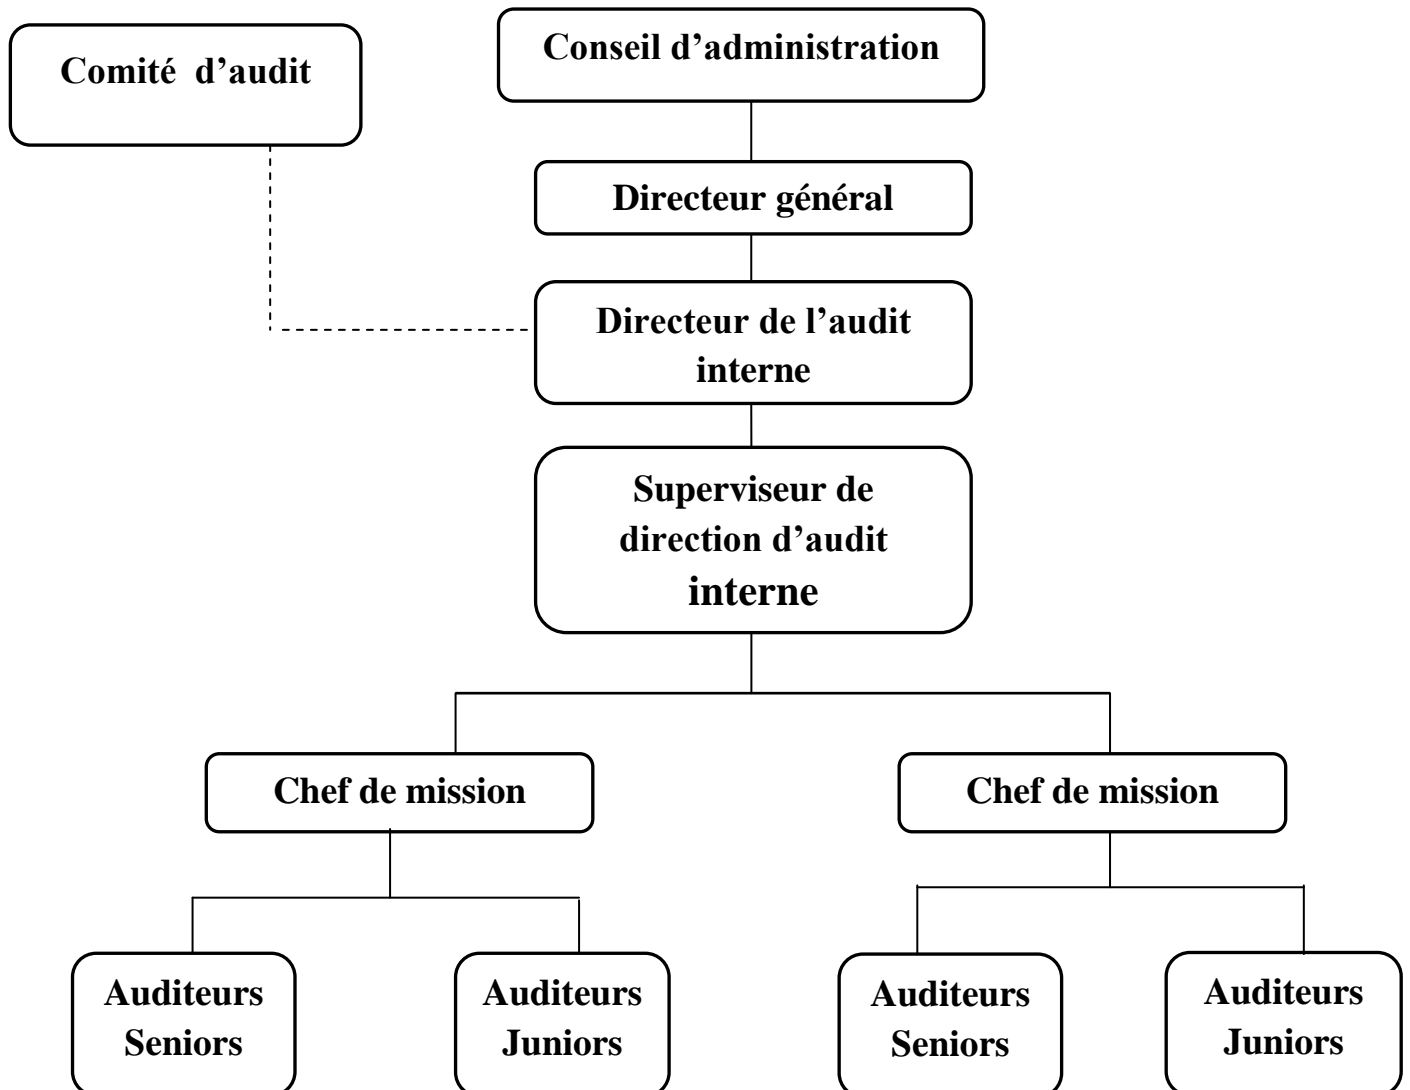 Comité d’audit
Conseil d’administration
Directeur général
Directeur de l’audit
interne
Superviseur de
direction d’audit
interne
Chef de mission
Chef de mission
Auditeurs
Seniors
Auditeurs
Juniors
Auditeurs
Seniors
Auditeurs
Juniors